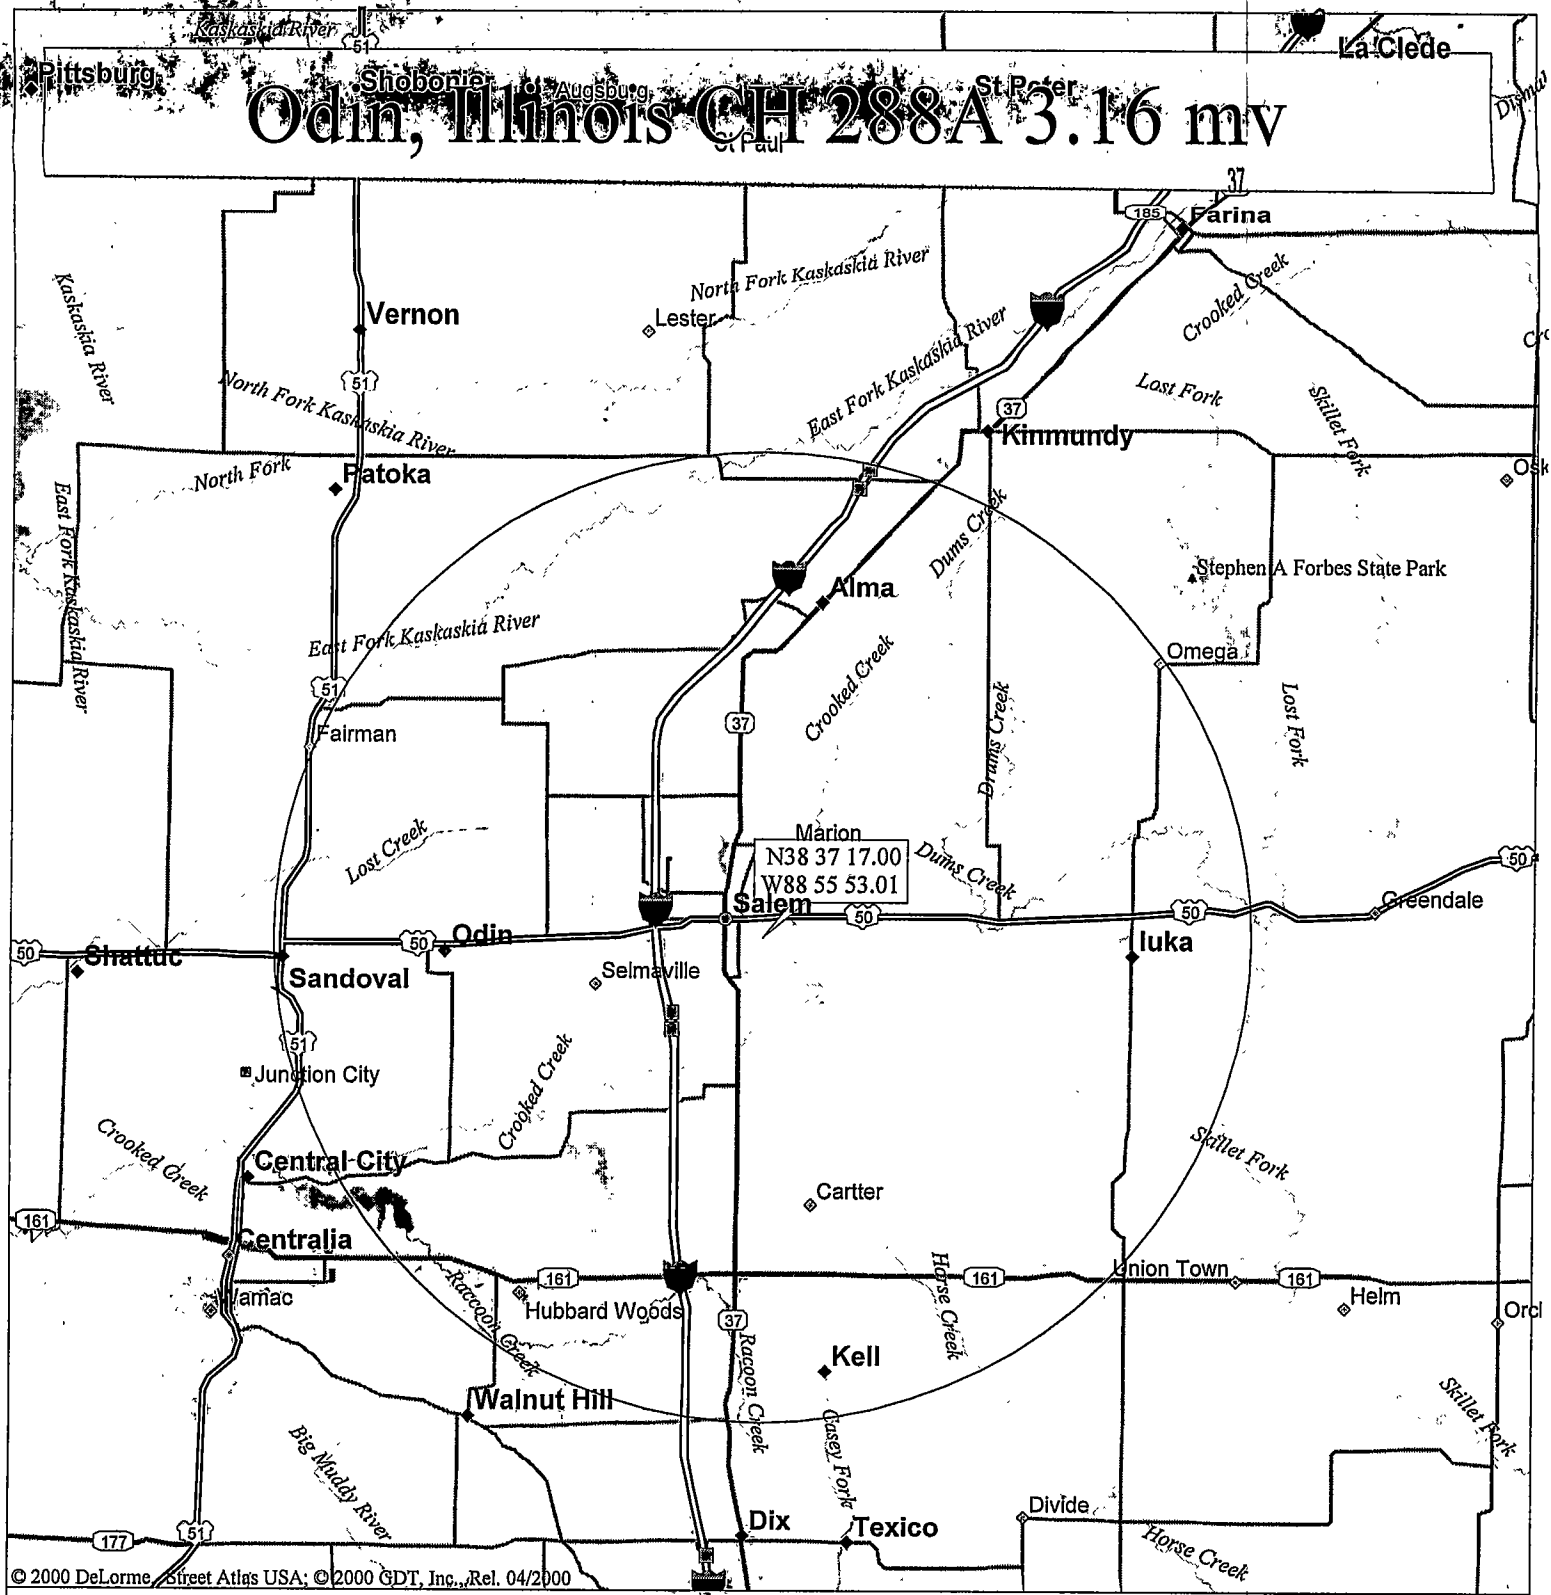 Kaskaskia River
51
La Clede
Pittsburg
Shobonier
Augsburg
St Peter
Odin, Illinois CH 288A 3.16 mv
St Paul
37
185
Farina
Kaskaskia River
North Fork Kaskaskia River
Crooked Creek
Vernon
Lester
East Fork Kaskaskia River
51
North Fork Kaskaskia River
Lost Fork
Skillet Fork
37
Kinmundy
North Fork
Patoka
East Fork Kaskaskia River
Dums Creek
Stephen A Forbes State Park
Alma
East Fork Kaskaskia River
Omega
Crooked Creek
51
Drums Creek
Lost Fork
37
Fairman
Lost Creek
Marion
N38 37 17.00
W88 55 53.01
Dums Creek
50
Salem
50
50
Greendale
50
Odin
50
Shattuc
Iuka
Sandoval
Selmaville
51
Junction City
Crooked Creek
Crooked Creek
Skillet Fork
Central City
Cartter
161
Centralia
Horse Creek
Union Town
161
161
161
Wamac
Raccoon Creek
Hubbard Woods
Helm
37
Racoon Creek
Kell
Walnut Hill
Skillet Fork
Casey Fork
Big Muddy River
Divide
51
177
Dix
Texico
Horse Creek
© 2000 DeLorme. Street Atlas USA; © 2000 GDT, Inc., Rel. 04/2000